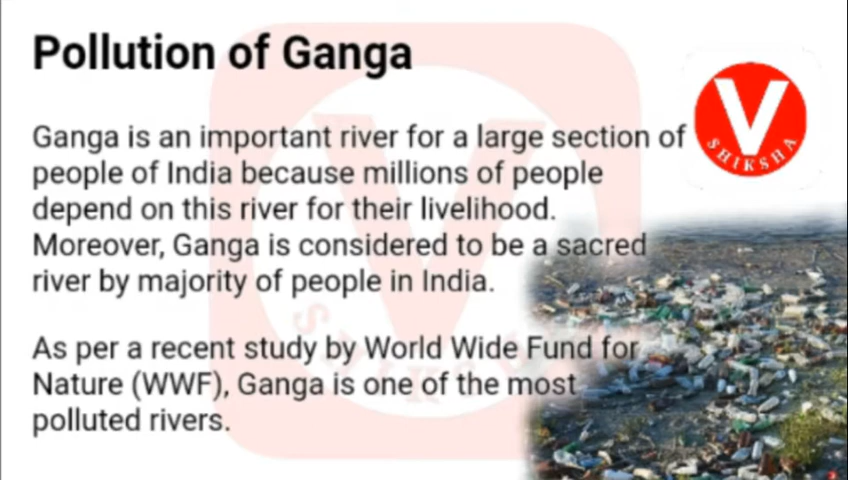 Pollution of Ganga
Ganga is an important river for a large section of
people of India because millions of people
depend on this river for their livelihood.
Moreover, Ganga is considered to be a sacred
river by majority of people in India.
As per a recent study by World Wide Fund for
Nature (WWF), Ganga is one of the most
polluted rivers.
V
SHIKSHA